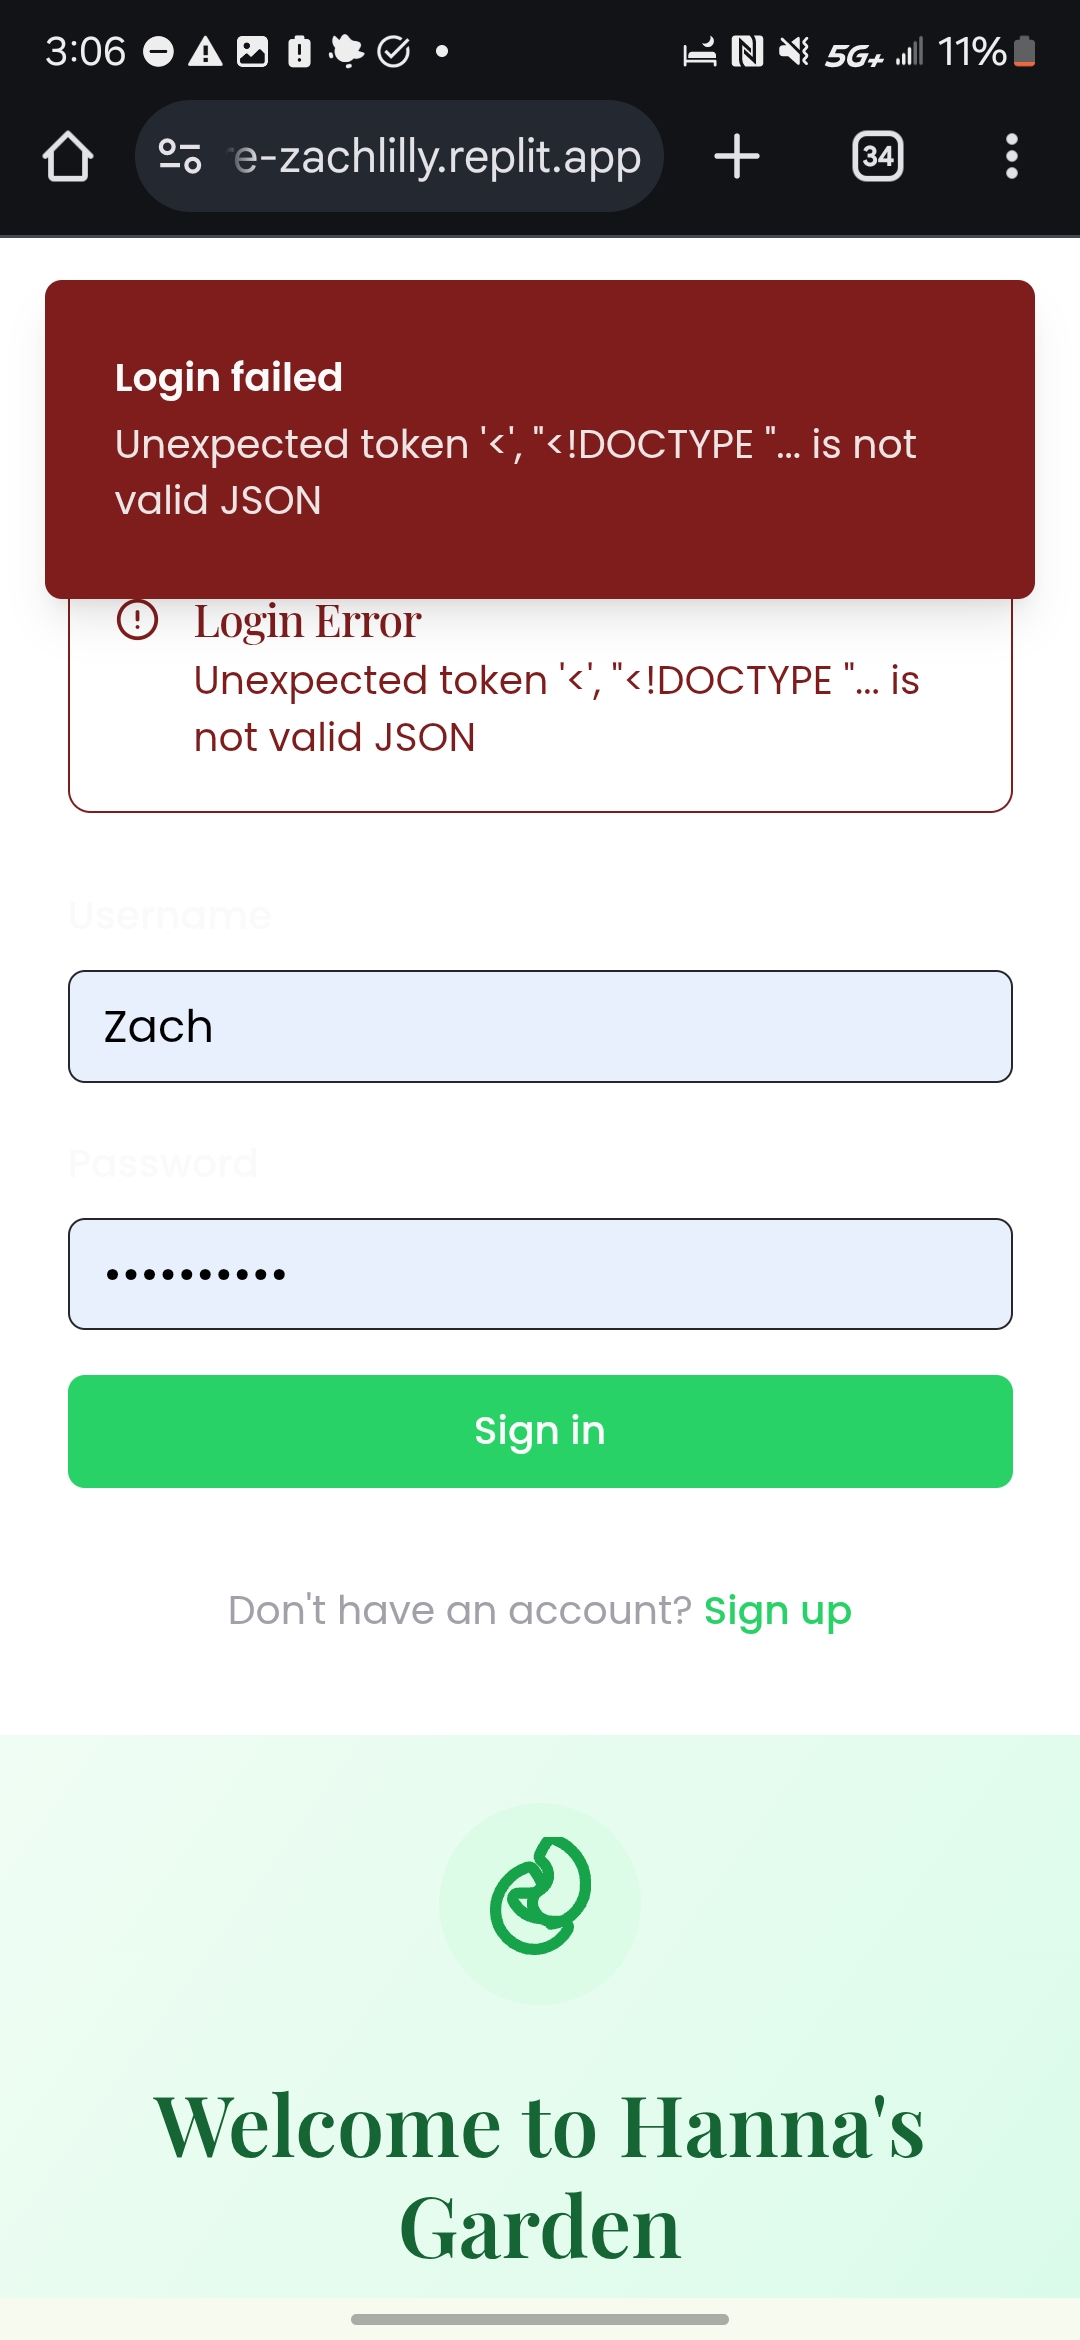 3:06
5G+
11%
e-zachlilly.replit.app
34
Login failed
Unexpected token '<', "<!DOCTYPE "... is not
valid JSON
Login Error
Unexpected token '<', "<!DOCTYPE "... is
not valid JSON
Username
Zach
Password
••••••••••
Sign in
Don't have an account? Sign up
Welcome to Hanna's
Garden